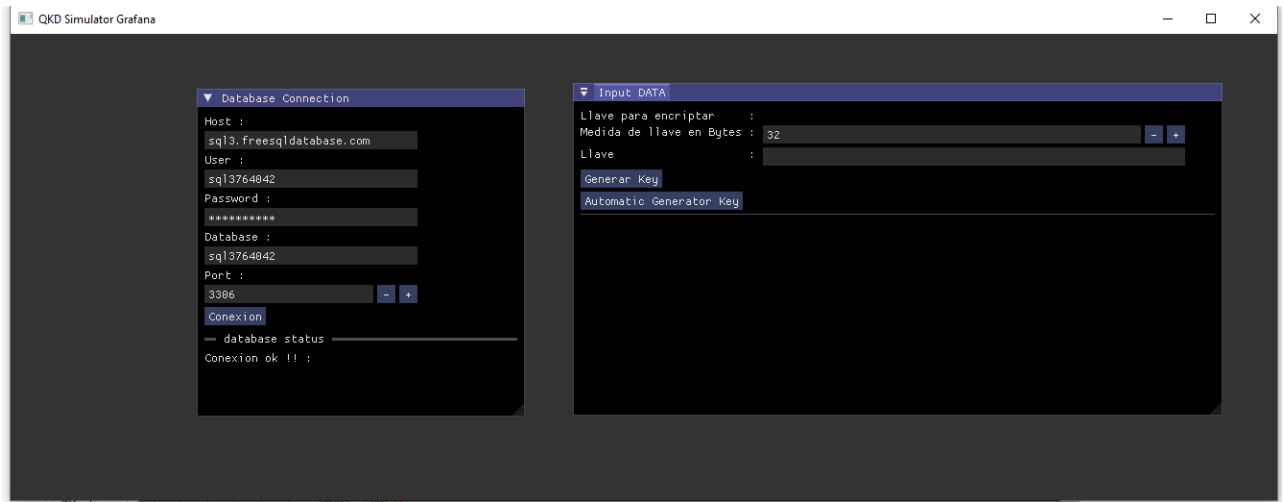 QKD Simulator Grafana
Database Connection
Host :
sql3.freesqldatabase.com
User :
sql3764042
Password :
**********
Database :
sql3764042
Port :
3306
- +
Conexion
database status
Conexion ok !! :
Input DATA
Llave para encriptar :
Medida de llave en Bytes : 32 - +
Llave :
Generar Key
Automatic Generator Key